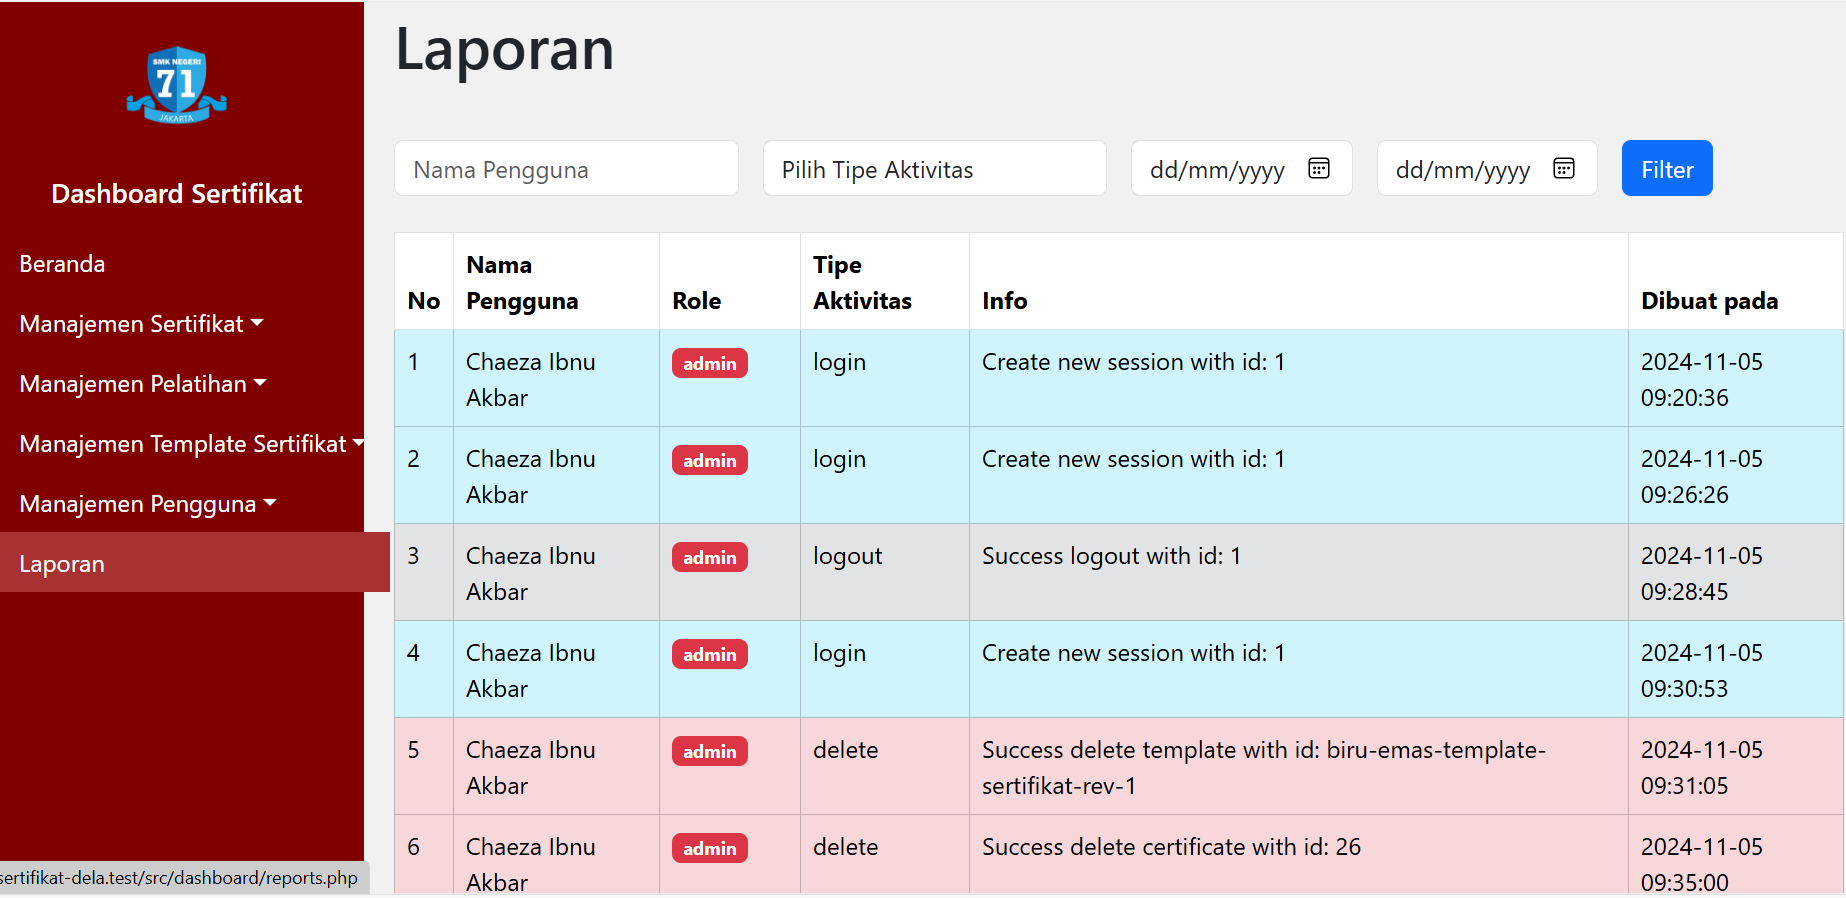 SMK NEGERI
71
JAKARTA
Dashboard Sertifikat
Beranda
Manajemen Sertifikat
Manajemen Pelatihan
Manajemen Template Sertifikat
Manajemen Pengguna
Laporan
sertifikat-dela.test/src/dashboard/reports.php
Laporan
Nama Pengguna
Pilih Tipe Aktivitas
dd/mm/yyyy
dd/mm/yyyy
Filter
No
Nama
Pengguna
Role
Tipe
Aktivitas
Info
Dibuat pada
1
Chaeza Ibnu
Akbar
admin
login
Create new session with id: 1
2024-11-05
09:20:36
2
Chaeza Ibnu
Akbar
admin
login
Create new session with id: 1
2024-11-05
09:26:26
3
Chaeza Ibnu
Akbar
admin
logout
Success logout with id: 1
2024-11-05
09:28:45
4
Chaeza Ibnu
Akbar
admin
login
Create new session with id: 1
2024-11-05
09:30:53
5
Chaeza Ibnu
Akbar
admin
delete
Success delete template with id: biru-emas-template-
sertifikat-rev-1
2024-11-05
09:31:05
6
Chaeza Ibnu
Akbar
admin
delete
Success delete certificate with id: 26
2024-11-05
09:35:00